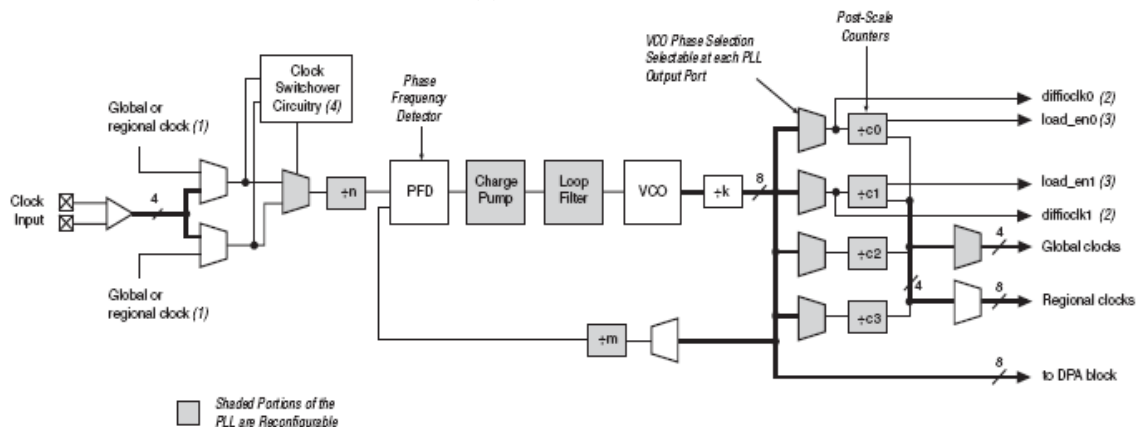 Post-Scale
Counters
VCO Phase Selection
Selectable at each PLL
Output Port
Clock
Switchover
Circuitry (4)
Phase
Frequency
Detector
Global or
regional clock (1)
diffioclk0 (2)
load_en0 (3)
÷c0
Clock
Input
4
÷n
PFD
Charge
Pump
Loop
Filter
VCO
÷k
8
÷c1
load_en1 (3)
diffioclk1 (2)
÷c2
4
Global clocks
4
Global or
regional clock (1)
÷c3
8
Regional clocks
÷m
8
to DPA block
Shaded Portions of the
PLL are Reconfigurable